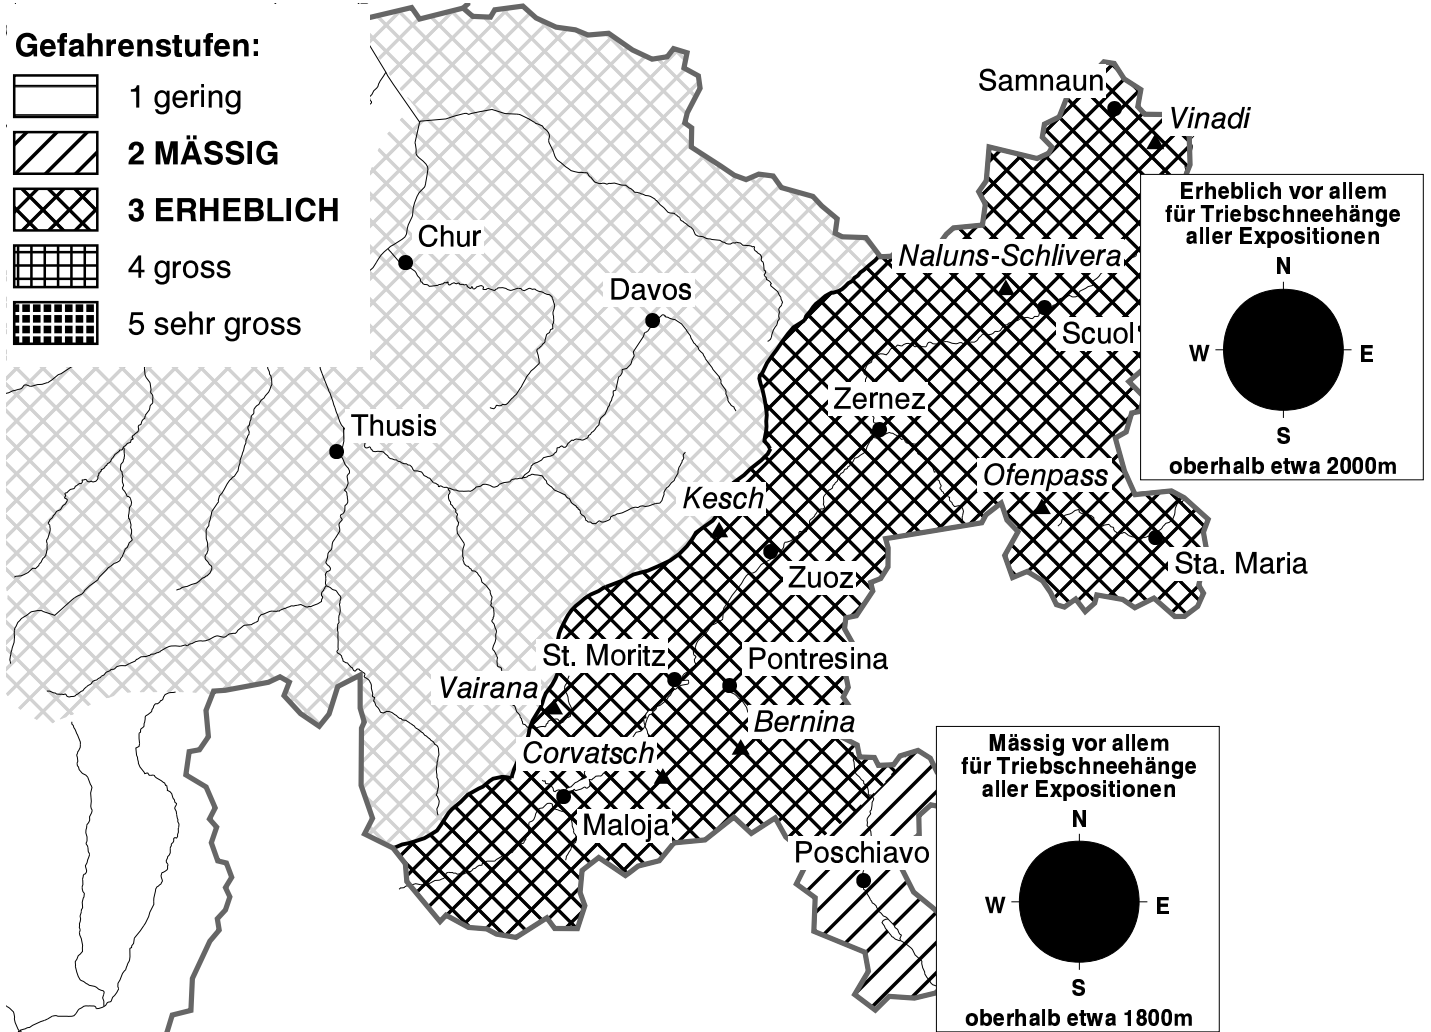 Gefahrenstufen:
1 gering
2 MÄSSIG
3 ERHEBLICH
4 gross
5 sehr gross
Samnaun
Vinadi
Erheblich vor allem
für Triebschneehänge
aller Expositionen
N
W
E
S
oberhalb etwa 2000m
Chur
Naluns-Schlivera
Davos
Scuol
Zernez
Thusis
Ofenpass
Kesch
Sta. Maria
Zuoz
St. Moritz
Pontresina
Vairana
Bernina
Corvatsch
Maloja
Poschiavo
Mässig vor allem
für Triebschneehänge
aller Expositionen
N
W
E
S
oberhalb etwa 1800m